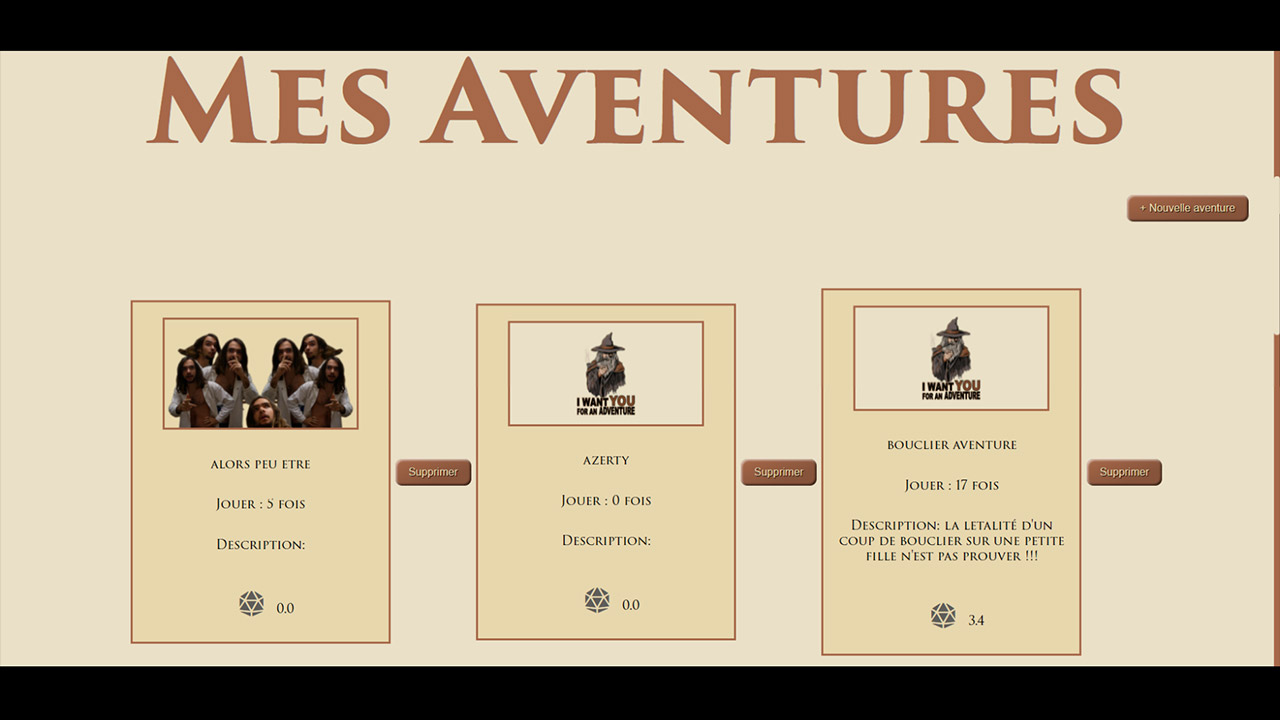 MES AVENTURES
+ Nouvelle aventure
ALORS PEU ETRE
JOUER : 5 FOIS
DESCRIPTION:
0.0
Supprimer
I WANT YOU
FOR AN ADVENTURE
AZERTY
JOUER : 0 FOIS
DESCRIPTION:
0.0
Supprimer
I WANT YOU
FOR AN ADVENTURE
BOUCLIER AVENTURE
JOUER : 17 FOIS
DESCRIPTION: LA LETALITÉ D'UN
COUP DE BOUCLIER SUR UNE PETITE
FILLE N'EST PAS PROUVER !!!
3.4
Supprimer